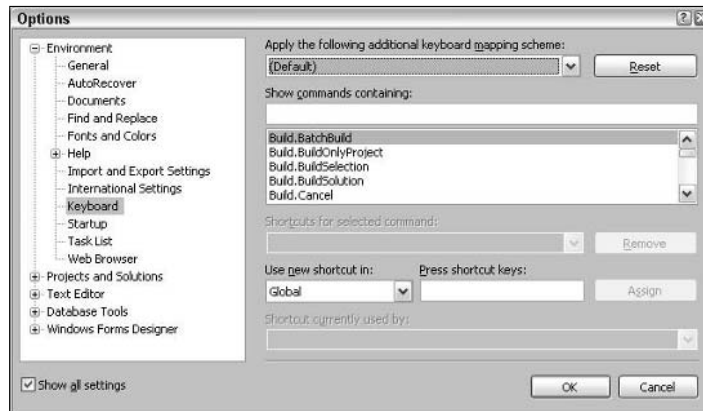 Options
Environment
General
AutoRecover
Documents
Find and Replace
Fonts and Colors
Help
Import and Export Settings
International Settings
Keyboard
Startup
Task List
Web Browser
Projects and Solutions
Text Editor
Database Tools
Windows Forms Designer
Show all settings
Apply the following additional keyboard mapping scheme:
(Default)
Reset
Show commands containing:
Build.BatchBuild
Build.BuildOnlyProject
Build.BuildSelection
Build.BuildSolution
Build.Cancel
Shortcuts for selected command:
Remove
Use new shortcut in: Press shortcut keys:
Global
Assign
Shortcut currently used by:
OK Cancel